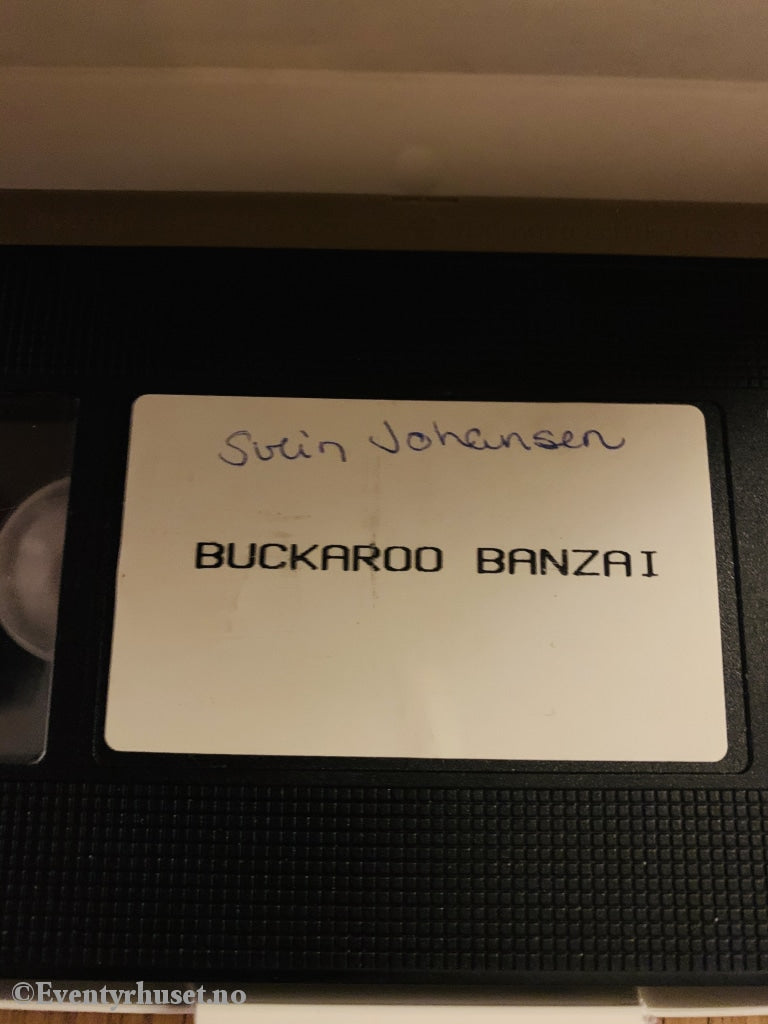 Svein Johansen
BUCKAROO BANZAI
©Eventyrhuset.no